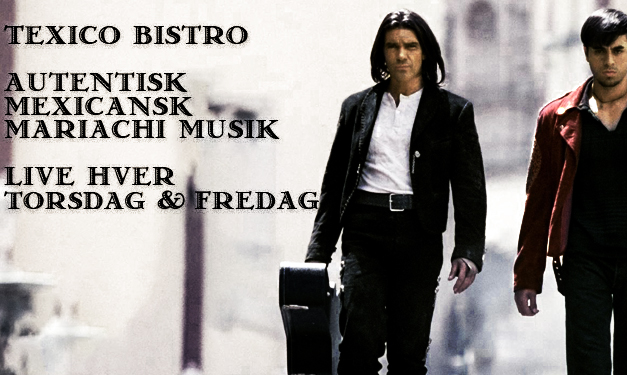 TEXICO BISTRO
AUTENTISK
MEXICANSK
MARIACHI MUSIK
LIVE HVER
TORSDAG & FREDAG